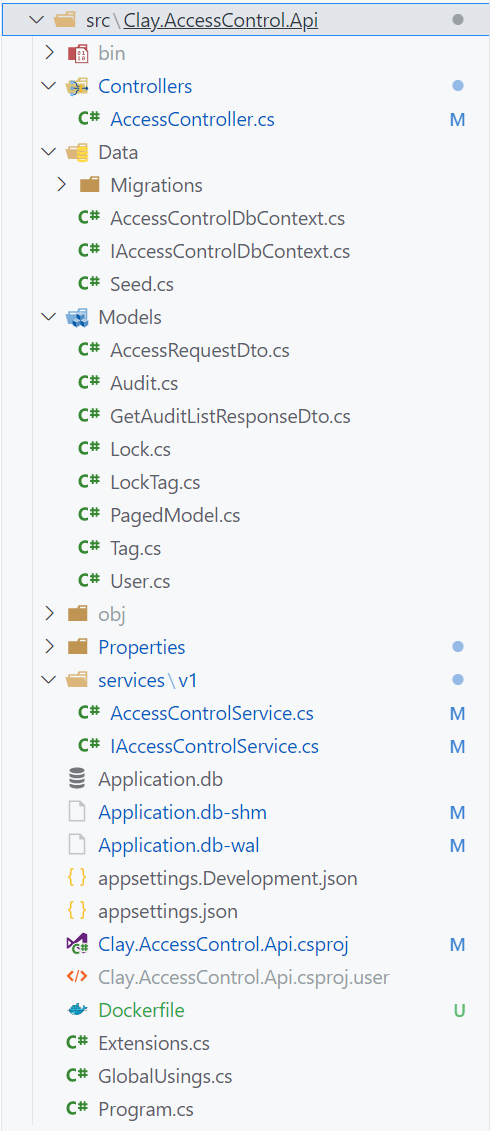 src\Clay.AccessControl.Api
bin
Controllers
C# AccessController.cs M
Data
Migrations
C# AccessControlDbContext.cs
C# IAccessControlDbContext.cs
C# Seed.cs
Models
C# AccessRequestDto.cs
C# Audit.cs
C# GetAuditListResponseDto.cs
C# Lock.cs
C# LockTag.cs
C# PagedModel.cs
C# Tag.cs
C# User.cs
obj
Properties
services\v1
C# AccessControlService.cs M
C# IAccessControlService.cs M
Application.db
Application.db-shm M
Application.db-wal M
{} appsettings.Development.json
{} appsettings.json
Clay.AccessControl.Api.csproj M
Clay.AccessControl.Api.csproj.user
Dockerfile U
C# Extensions.cs
C# GlobalUsings.cs
C# Program.cs